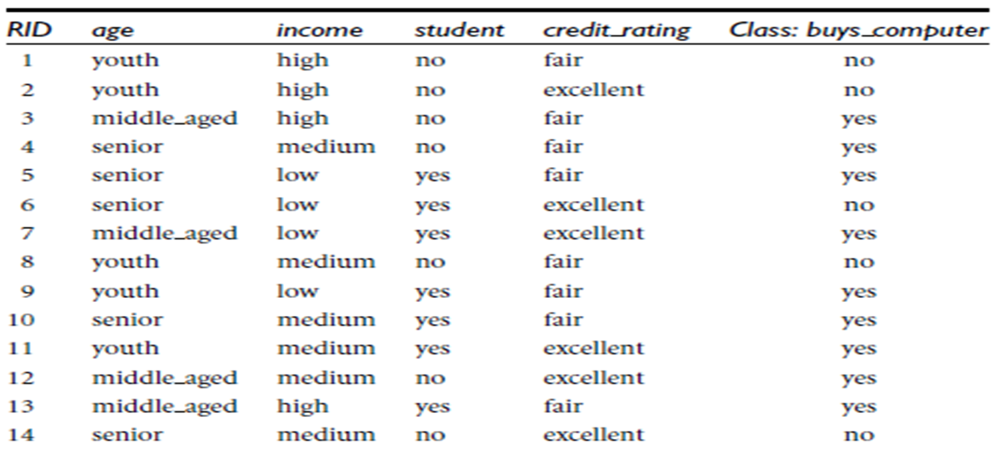 RID age income student credit_rating Class: buys_computer
1 youth high no fair no
2 youth high no excellent no
3 middle_aged high no fair yes
4 senior medium no fair yes
5 senior low yes fair yes
6 senior low yes excellent no
7 middle_aged low yes excellent yes
8 youth medium no fair no
9 youth low yes fair yes
10 senior medium yes fair yes
11 youth medium yes excellent yes
12 middle_aged medium no excellent yes
13 middle_aged high yes fair yes
14 senior medium no excellent no